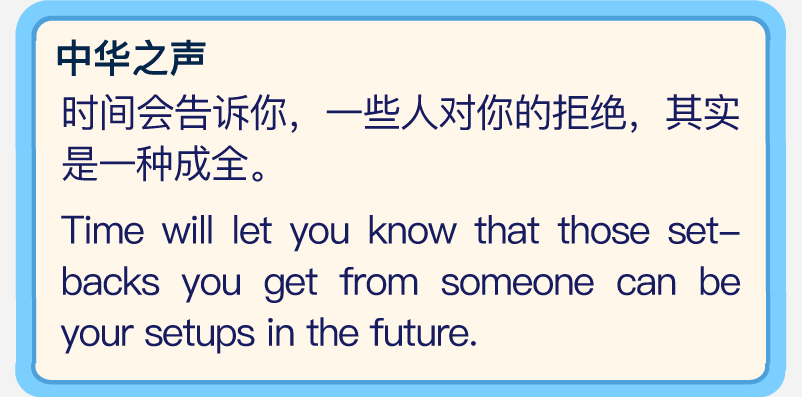 中华之声
时间会告诉你，一些人对你的拒绝，其实
是一种成全。
Time will let you know that those set-
backs you get from someone can be
your setups in the future.